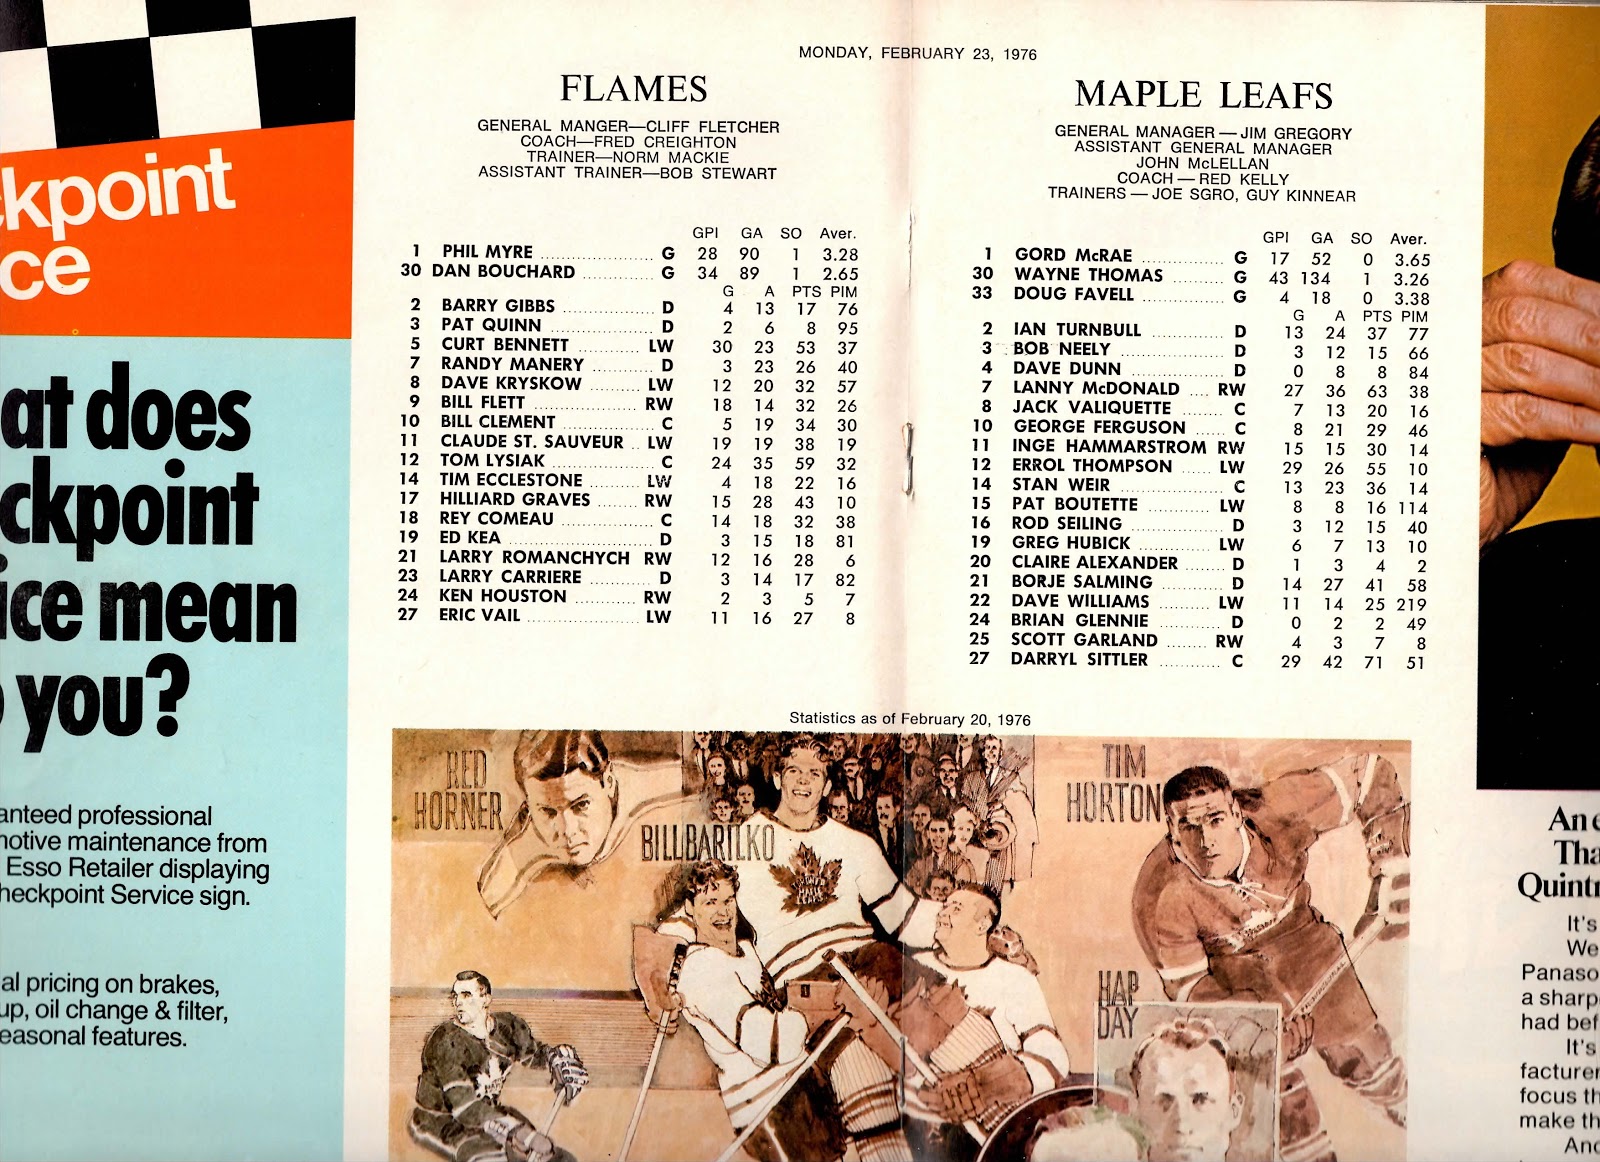 ckpoint
ce
at does
ckpoint
ice mean
you?
anteed professional
motive maintenance from
Esso Retailer displaying
heckpoint Service sign.
al pricing on brakes,
up, oil change & filter,
easonal features.
MONDAY, FEBRUARY 23, 1976
FLAMES
GENERAL MANGER—CLIFF FLETCHER
COACH—FRED CREIGHTON
TRAINER—NORM MACKIE
ASSISTANT TRAINER—BOB STEWART
GPI GA SO Aver.
1 PHIL MYRE G 28 90 1 3.28
30 DAN BOUCHARD G 34 89 1 2.65
G A PTS PIM
2 BARRY GIBBS D 4 13 17 76
3 PAT QUINN D 2 6 8 95
5 CURT BENNETT LW 30 23 53 37
7 RANDY MANERY D 3 23 26 40
8 DAVE KRYSKOW LW 12 20 32 57
9 BILL FLETT RW 18 14 32 26
10 BILL CLEMENT C 5 19 34 30
11 CLAUDE ST. SAUVEUR LW 19 19 38 19
12 TOM LYSIAK C 24 35 59 32
14 TIM ECCLESTONE LW 4 18 22 16
17 HILLIARD GRAVES RW 15 28 43 10
18 REY COMEAU C 14 18 32 38
19 ED KEA D 3 15 18 81
21 LARRY ROMANCHYCH RW 12 16 28 6
23 LARRY CARRIERE D 3 14 17 82
24 KEN HOUSTON RW 2 3 5 7
27 ERIC VAIL LW 11 16 27 8
MAPLE LEAFS
GENERAL MANAGER — JIM GREGORY
ASSISTANT GENERAL MANAGER
JOHN McLELLAN
COACH — RED KELLY
TRAINERS — JOE SGRO, GUY KINNEAR
GPI GA SO Aver.
1 GORD McRAE G 17 52 0 3.65
30 WAYNE THOMAS G 43 134 1 3.26
33 DOUG FAVELL G 4 18 0 3.38
G A PTS PIM
2 IAN TURNBULL D 13 24 37 77
3 BOB NEELY D 3 12 15 66
4 DAVE DUNN D 0 8 8 84
7 LANNY McDONALD RW 27 36 63 38
8 JACK VALIQUETTE C 7 13 20 16
10 GEORGE FERGUSON C 8 21 29 46
11 INGE HAMMARSTROM RW 15 15 30 14
12 ERROL THOMPSON LW 29 26 55 10
14 STAN WEIR C 13 23 36 14
15 PAT BOUTETTE LW 8 8 16 114
16 ROD SEILING D 3 12 15 40
19 GREG HUBICK LW 6 7 13 10
20 CLAIRE ALEXANDER D 1 3 4 2
21 BORJE SALMING D 14 27 41 58
22 DAVE WILLIAMS LW 11 14 25 219
24 BRIAN GLENNIE D 0 2 2 49
25 SCOTT GARLAND RW 4 3 7 8
27 DARRYL SITTLER C 29 42 71 51
Statistics as of February 20, 1976
RED
HORNER
BILL BARILKO
TIM
HORTON
HAP
DAY
An e
Tha
Quintr
It's
We
Panaso
a sharp
had bef
It's
facturer
focus th
make th
And